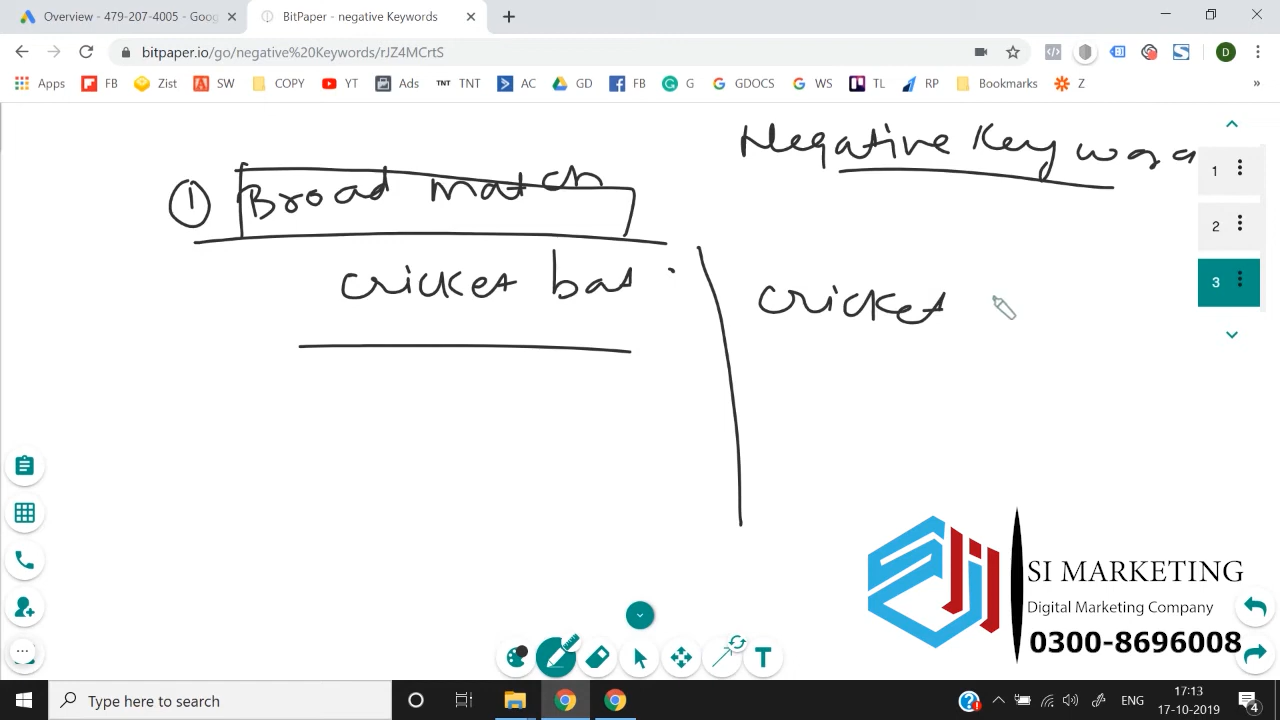 Overview - 479-207-4005 - Goog
BitPaper - negative Keywords
bitpaper.io/go/negative%20Keywords/rJZ4MCrtS
D
Apps FB Zist SW COPY YT Ads TNT TNT AC GD FB G GDOCS WS TL RP Bookmarks Z »
Negative Keywor
1
① Broad match
2
cricket bat
3
cricket
SI MARKETING
Digital Marketing Company
0300-8696008
T
Type here to search
ENG
17:13
17-10-2019
4